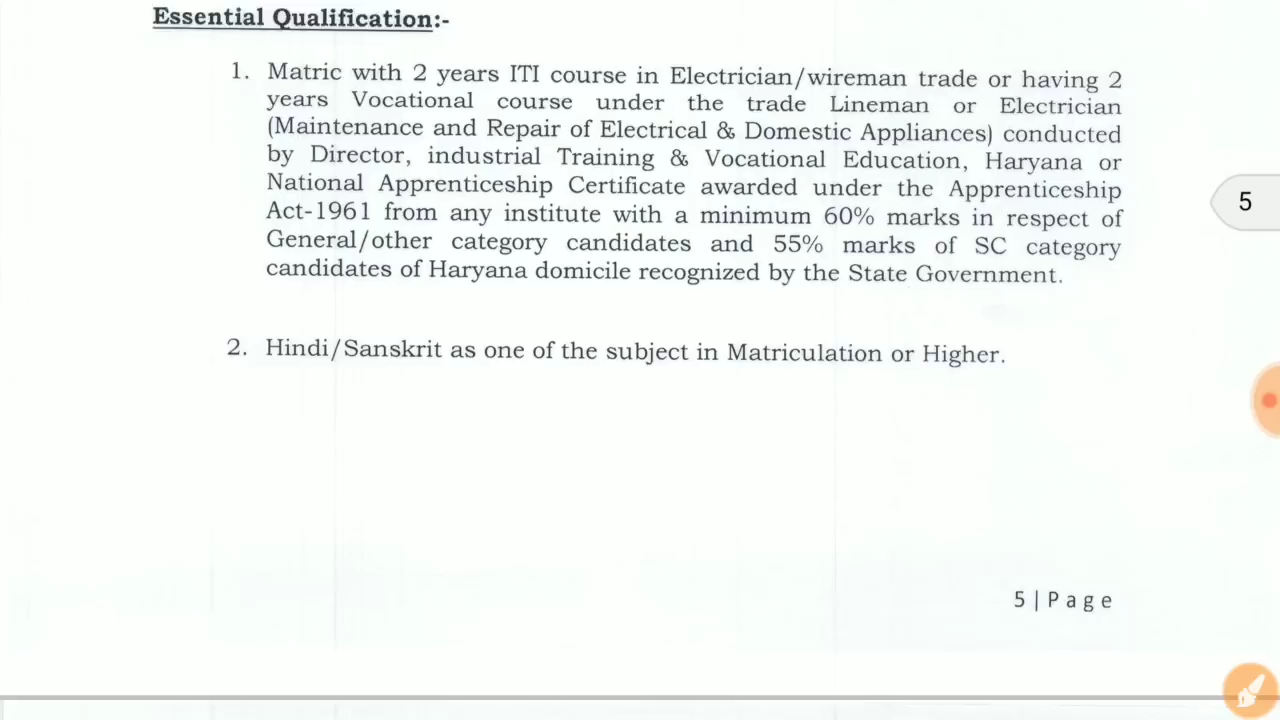 Essential Qualification:-
1. Matric with 2 years ITI course in Electrician/wireman trade or having 2
years Vocational course under the trade Lineman or Electrician
(Maintenance and Repair of Electrical & Domestic Appliances) conducted
by Director, industrial Training & Vocational Education, Haryana or
National Apprenticeship Certificate awarded under the Apprenticeship
Act-1961 from any institute with a minimum 60% marks in respect of
General/other category candidates and 55% marks of SC category
candidates of Haryana domicile recognized by the State Government.
5
2. Hindi/Sanskrit as one of the subject in Matriculation or Higher.
5 | P a g e